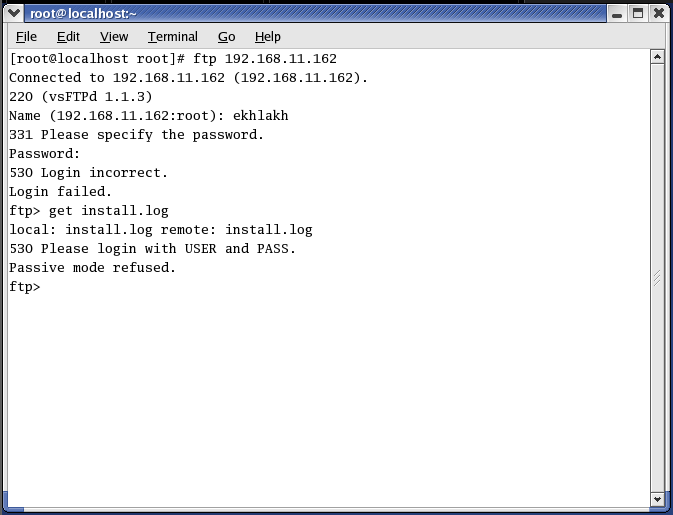 root@localhost:~
File Edit View Terminal Go Help
[root@localhost root]# ftp 192.168.11.162
Connected to 192.168.11.162 (192.168.11.162).
220 (vsFTPd 1.1.3)
Name (192.168.11.162:root): ekhlakh
331 Please specify the password.
Password:
530 Login incorrect.
Login failed.
ftp> get install.log
local: install.log remote: install.log
530 Please login with USER and PASS.
Passive mode refused.
ftp>